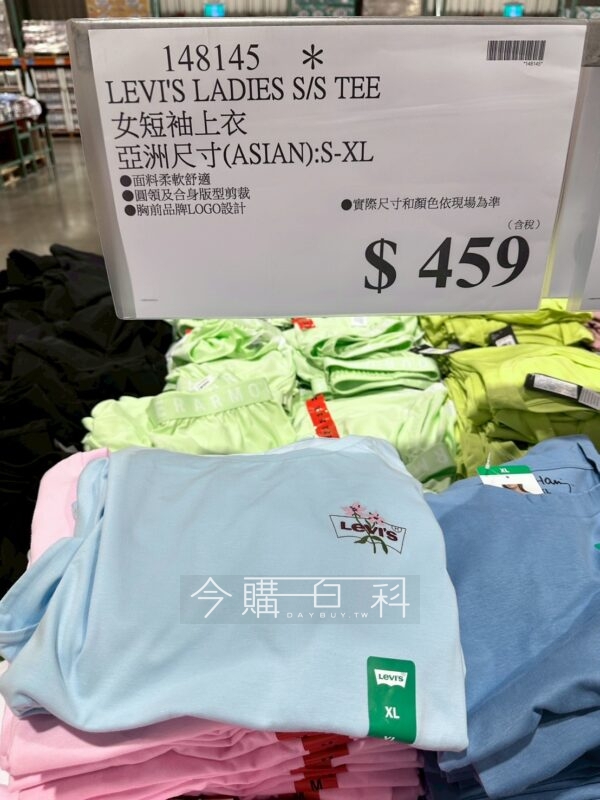 148145 *
*148145*
LEVI'S LADIES S/S TEE
女短袖上衣
亞洲尺寸(ASIAN):S-XL
●面料柔軟舒適
●圓領及合身版型剪裁
●胸前品牌LOGO設計
●實際尺寸和顏色依現場為準
(含稅)
$ 459
XL
Levi's
今購百科
DAYBUY.TW
Levi's
XL
M